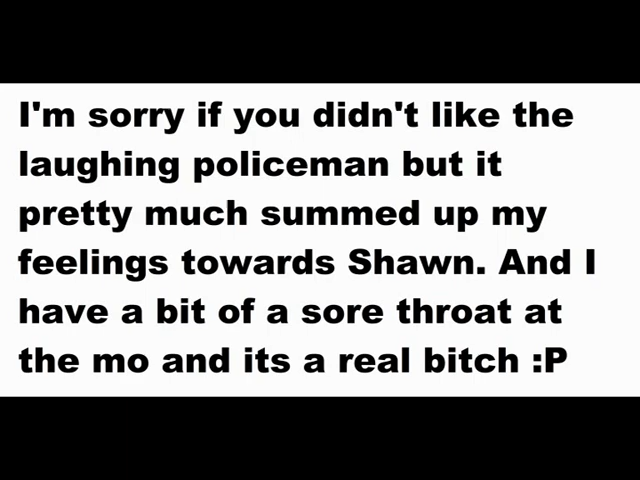 I'm sorry if you didn't like the
laughing policeman but it
pretty much summed up my
feelings towards Shawn. And I
have a bit of a sore throat at
the mo and its a real bitch :P